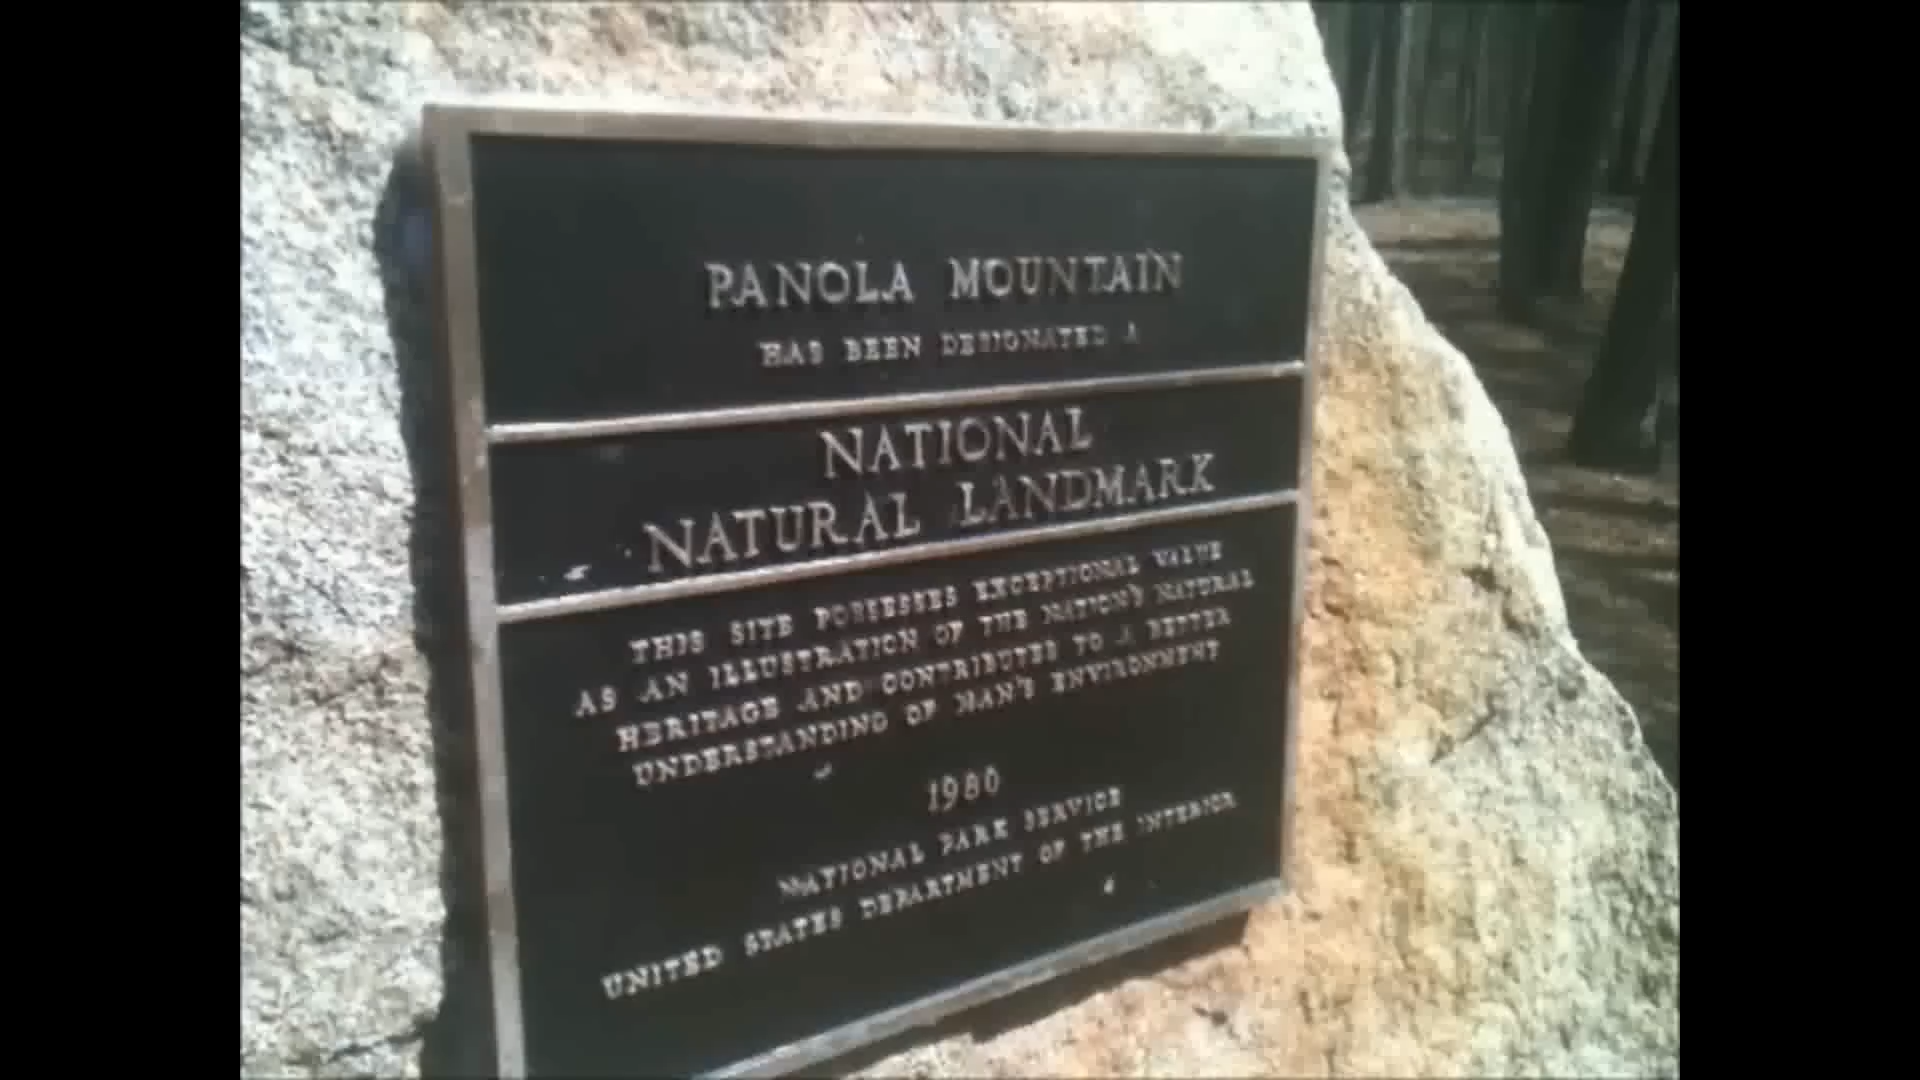 PANOLA MOUNTAIN
HAS BEEN DESIGNATED A
NATIONAL
NATURAL LANDMARK
THIS SITE POSSESSES EXCEPTIONAL VALUE
AS AN ILLUSTRATION OF THE NATION'S NATURAL
HERITAGE AND CONTRIBUTES TO A BETTER
UNDERSTANDING OF MAN'S ENVIRONMENT
1980
NATIONAL PARK SERVICE
UNITED STATES DEPARTMENT OF THE INTERIOR